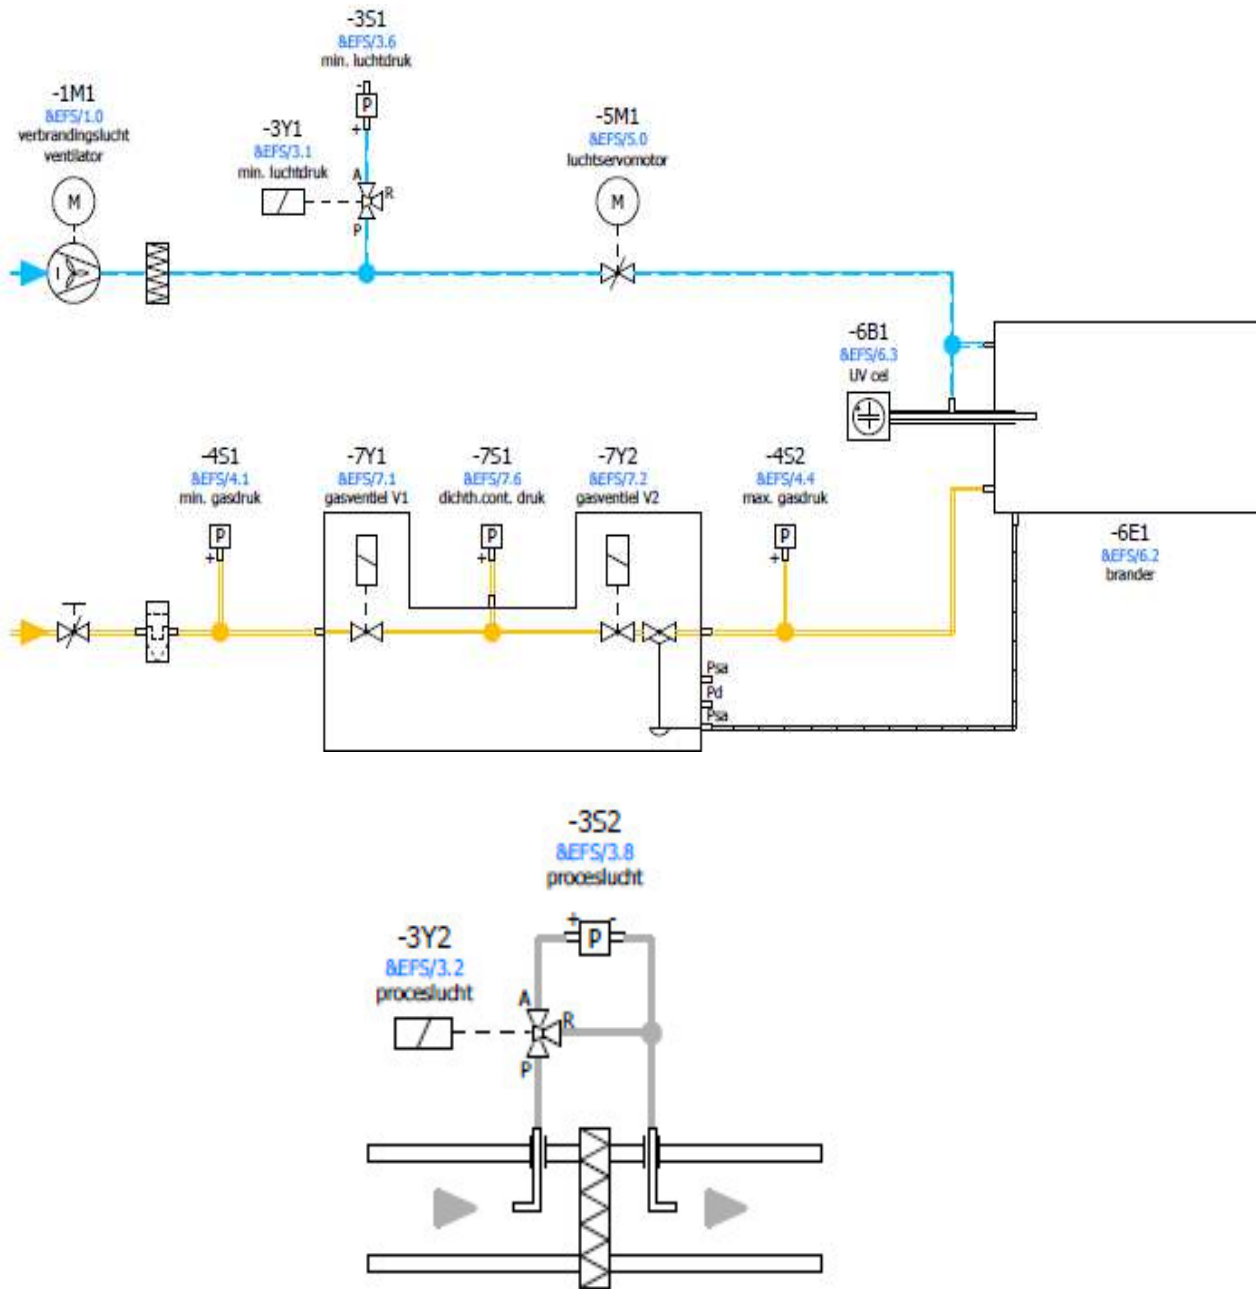 -3S1
&EFS/3.6
min. luchtdruk
-
P
+
-1M1
&EFS/1.0
verbrandingslucht
ventilator
M
-3Y1
&EFS/3.1
min. luchtdruk
A
R
P
-5M1
&EFS/5.0
luchtservomotor
M
-6B1
&EFS/6.3
UV cel
-4S1
&EFS/4.1
min. gasdruk
P
+
-7Y1
&EFS/7.1
gasventiel V1
-7S1
&EFS/7.6
dichth.cont. druk
P
+
-7Y2
&EFS/7.2
gasventiel V2
-4S2
&EFS/4.4
max. gasdruk
P
+
-6E1
&EFS/6.2
brander
Psa
Pd
Psa
-3S2
&EFS/3.8
proceslucht
+ P -
-3Y2
&EFS/3.2
proceslucht
A
R
P